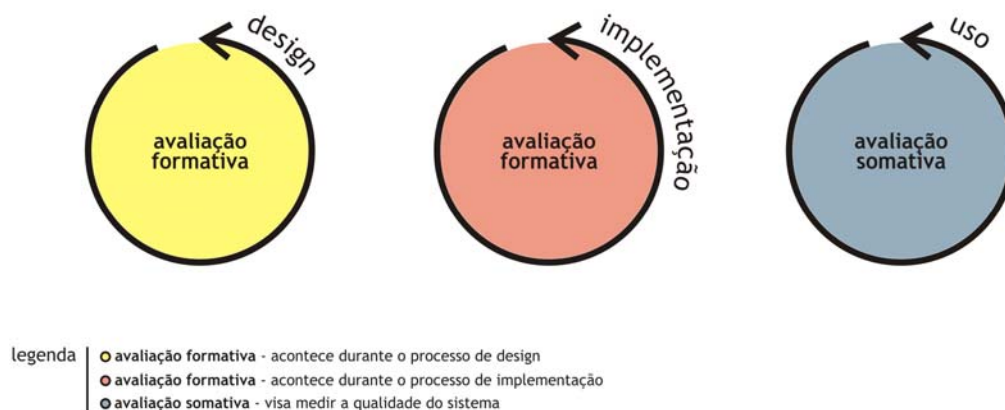 design
avaliação
formativa
implementação
avaliação
formativa
uso
avaliação
somativa
legenda
avaliação formativa - acontece durante o processo de design
avaliação formativa - acontece durante o processo de implementação
avaliação somativa - visa medir a qualidade do sistema